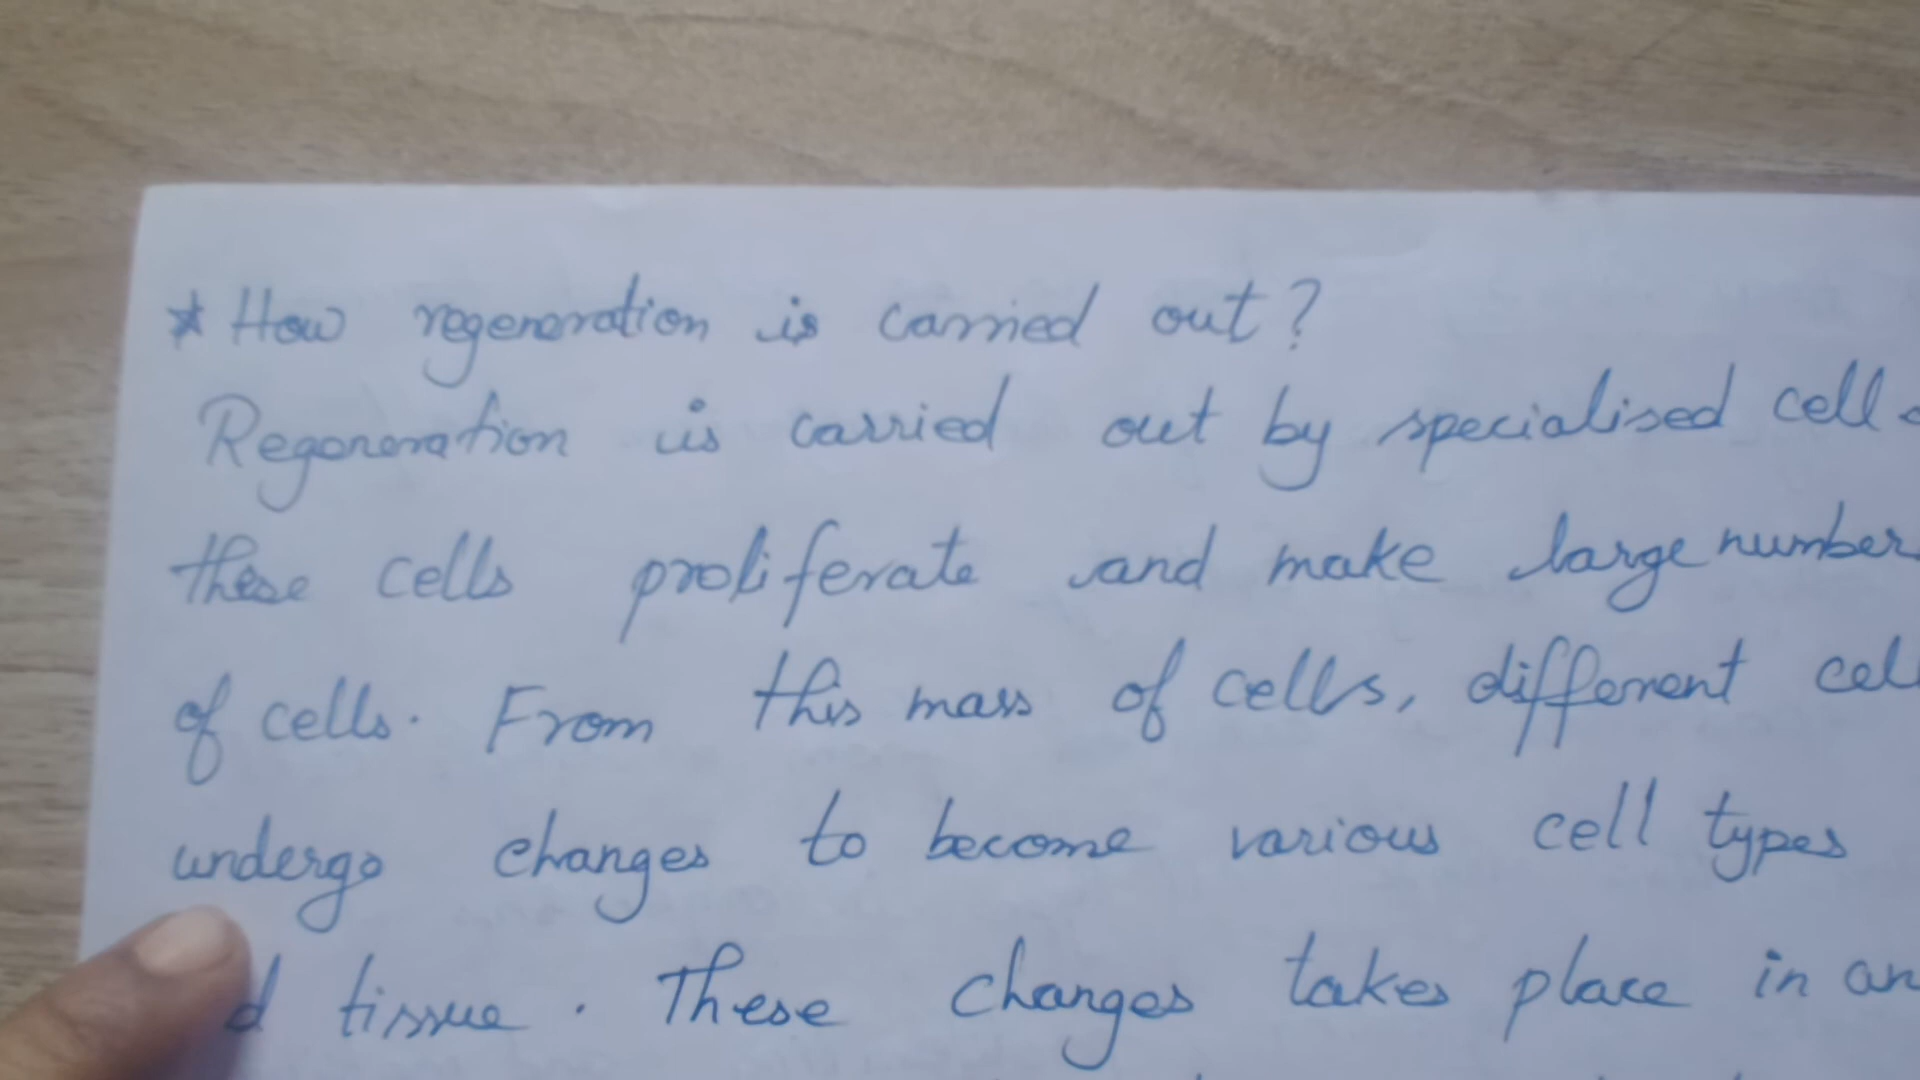 * How regeneration is carried out?
Regeneration is carried out by specialised cell
these cells proliferate and make large number
of cells. From this mass of cells, different cell
undergo changes to become various cell types
tissue. These changes takes place in an